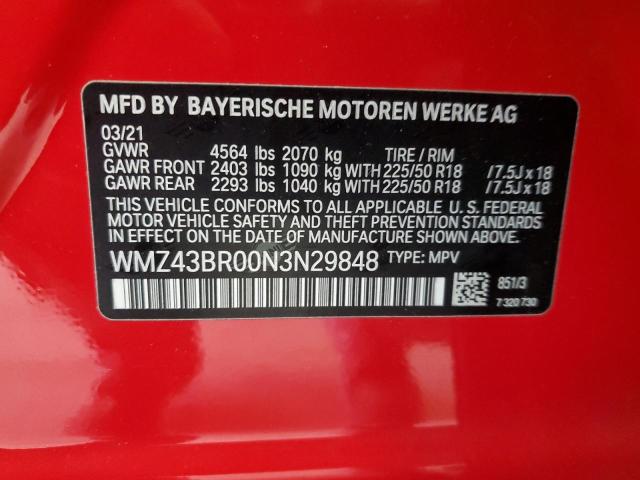 MFD BY BAYERISCHE MOTOREN WERKE AG
03/21
GVWR 4564 lbs 2070 kg TIRE / RIM
GAWR FRONT 2403 lbs 1090 kg WITH 225/50 R18 /7.5J x 18
GAWR REAR 2293 lbs 1040 kg WITH 225/50 R18 /7.5J x 18
THIS VEHICLE CONFORMS TO ALL APPLICABLE U. S. FEDERAL
MOTOR VEHICLE SAFETY AND THEFT PREVENTION STANDARDS
IN EFFECT ON THE DATE OF MANUFACTURE SHOWN ABOVE.
WMZ43BR00N3N29848 TYPE: MPV
851/3
7 320 730